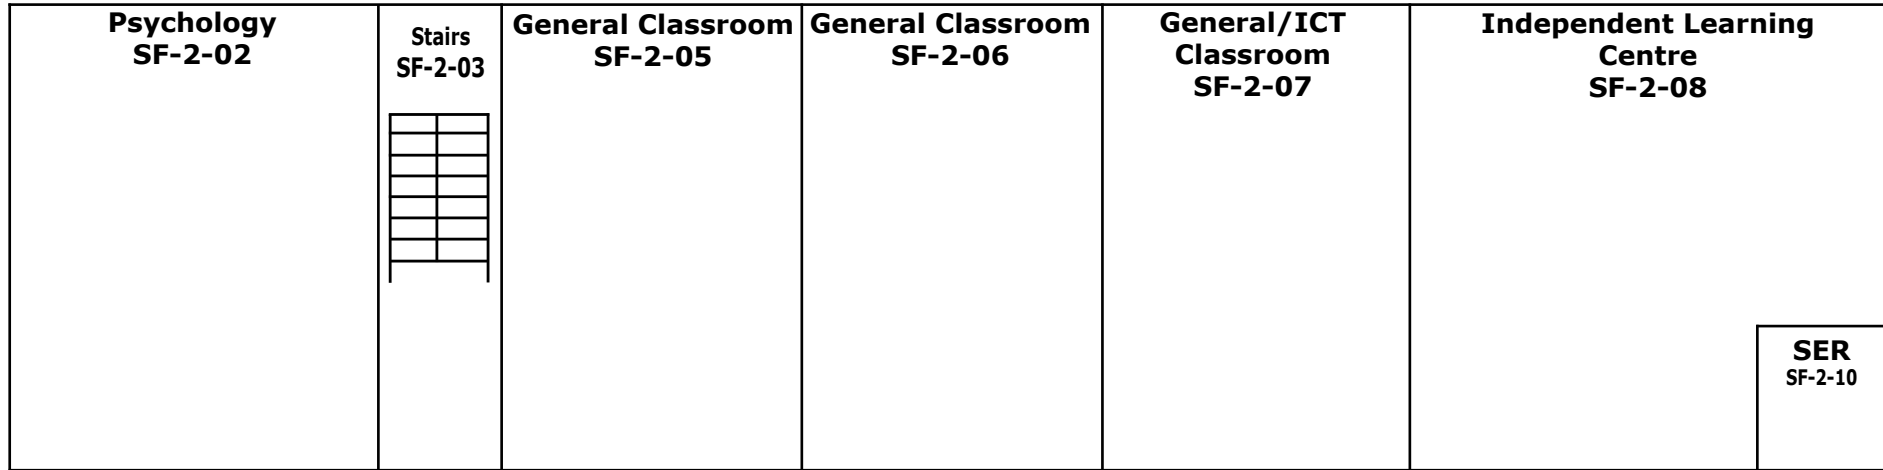 Psychology
SF-2-02
Stairs
SF-2-03
General Classroom
SF-2-05
General Classroom
SF-2-06
General/ICT
Classroom
SF-2-07
Independent Learning
Centre
SF-2-08
SER
SF-2-10